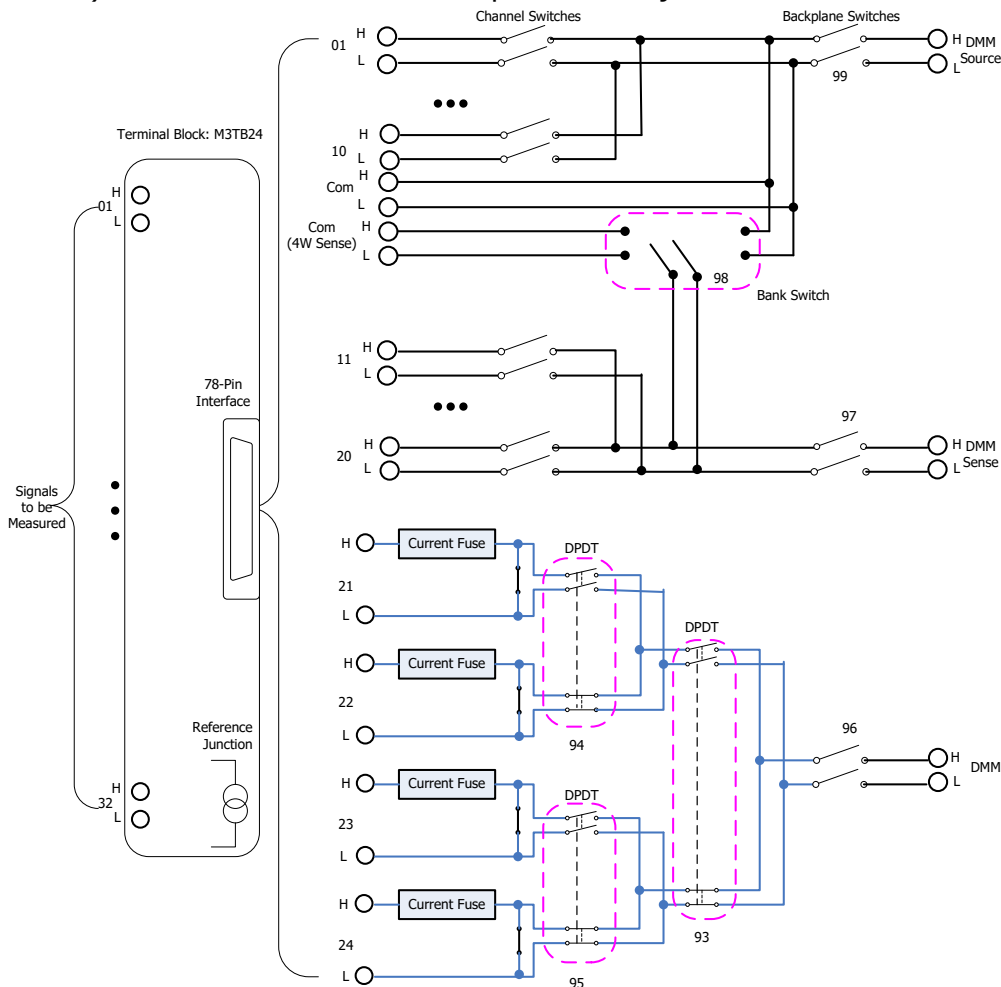 Channel Switches
Backplane Switches
01
H
L
H DMM
Source
L
99
Terminal Block: M3TB24
10
H
L
Com
H
L
Com
(4W Sense)
H
L
98
Bank Switch
H
01
L
11
H
L
78-Pin
Interface
97
20
H
L
H DMM
Sense
L
Signals
to be
Measured
H
Current Fuse
DPDT
21
L
DPDT
H
Current Fuse
22
L
94
96
Reference
Junction
H
L
DMM
H
32
L
H
Current Fuse
DPDT
23
L
H
Current Fuse
24
L
93
95